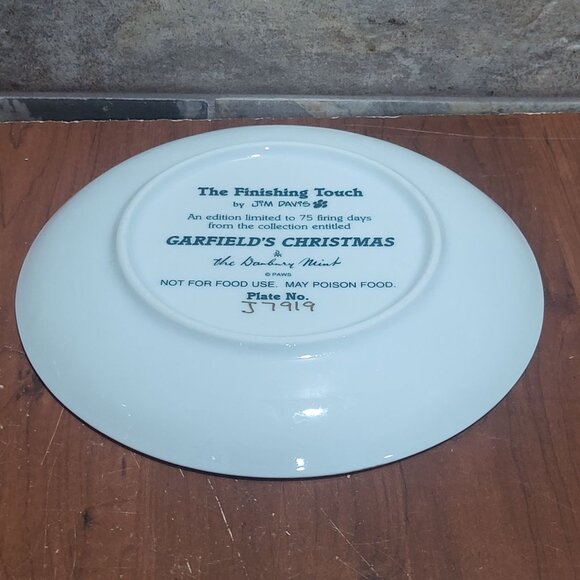 The Finishing Touch
by JIM DAVIS
An edition limited to 75 firing days
from the collection entitled
GARFIELD'S CHRISTMAS
The Danbury Mint
© PAWS
NOT FOR FOOD USE. MAY POISON FOOD.
Plate No.
J7919